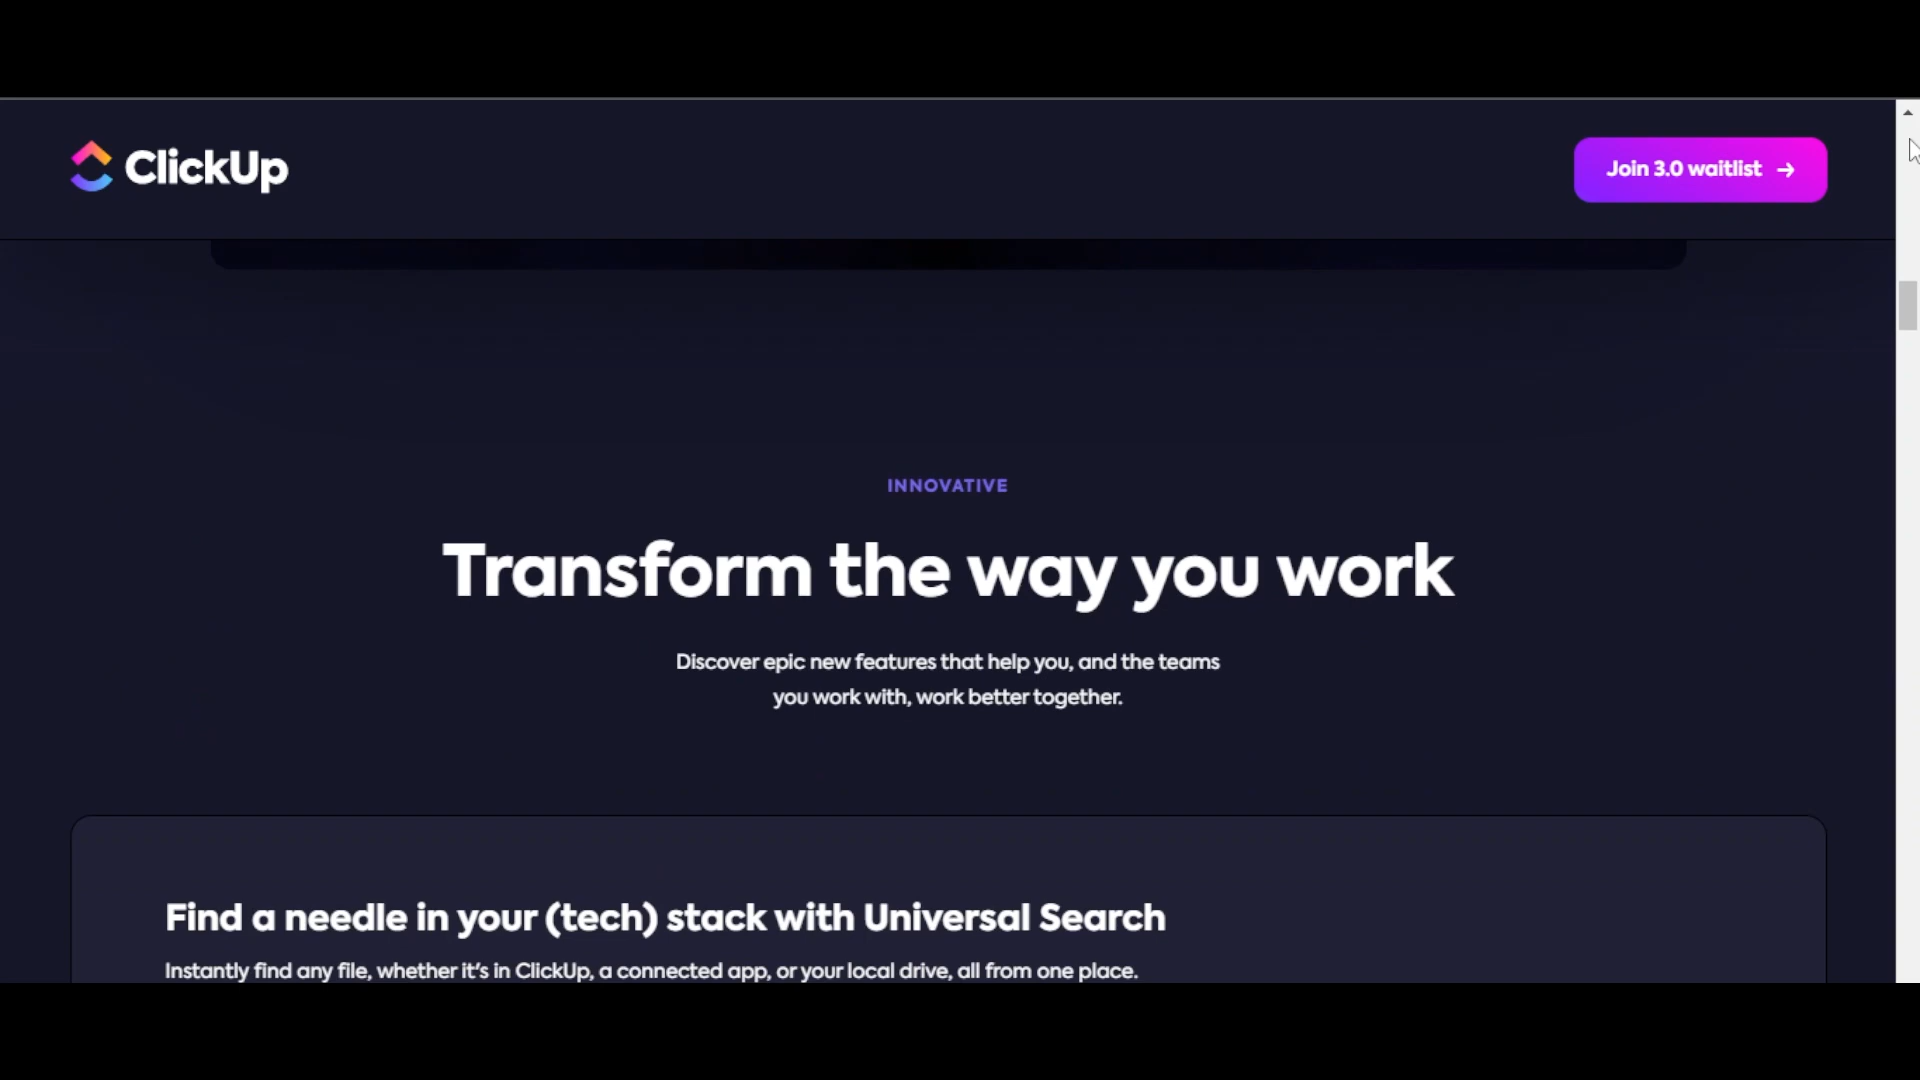 ClickUp
Join 3.0 waitlist →
INNOVATIVE
Transform the way you work
Discover epic new features that help you, and the teams
you work with, work better together.
Find a needle in your (tech) stack with Universal Search
Instantly find any file, whether it's in ClickUp, a connected app, or your local drive, all from one place.